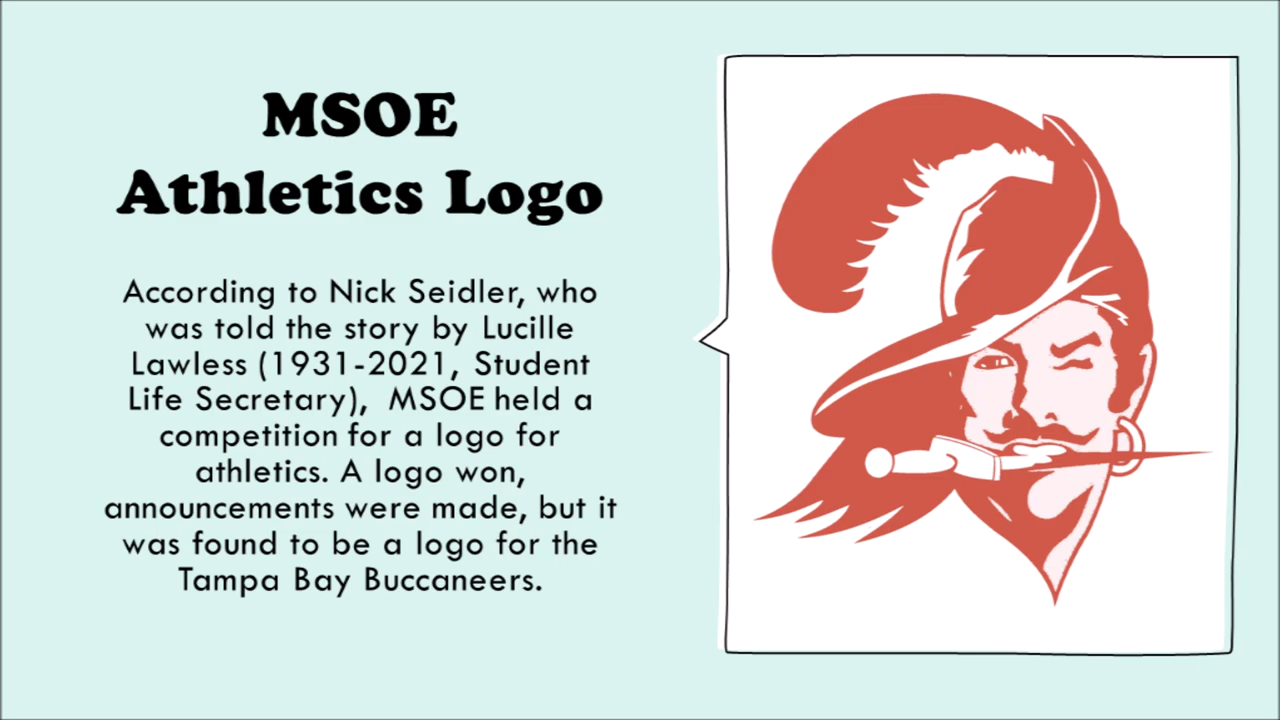 MSOE
Athletics Logo
According to Nick Seidler, who
was told the story by Lucille
Lawless (1931-2021, Student
Life Secretary), MSOE held a
competition for a logo for
athletics. A logo won,
announcements were made, but it
was found to be a logo for the
Tampa Bay Buccaneers.